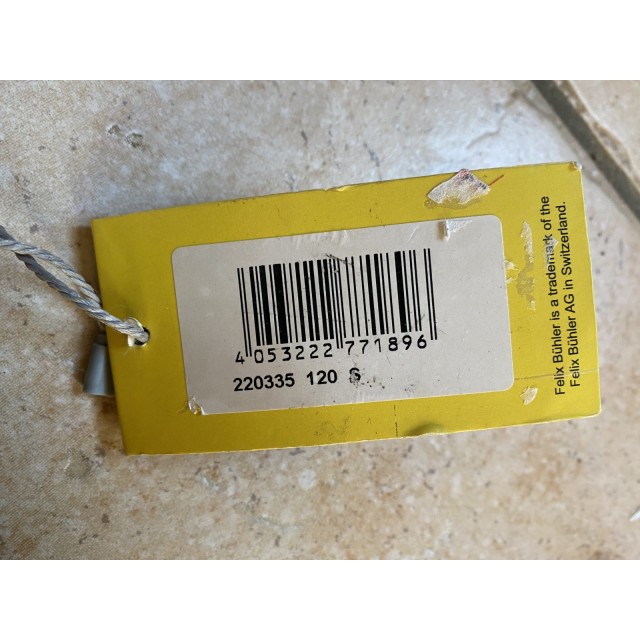 4 053222 771896
220335 120 S
Felix Bühler is a trademark of the
Felix Bühler AG in Switzerland.